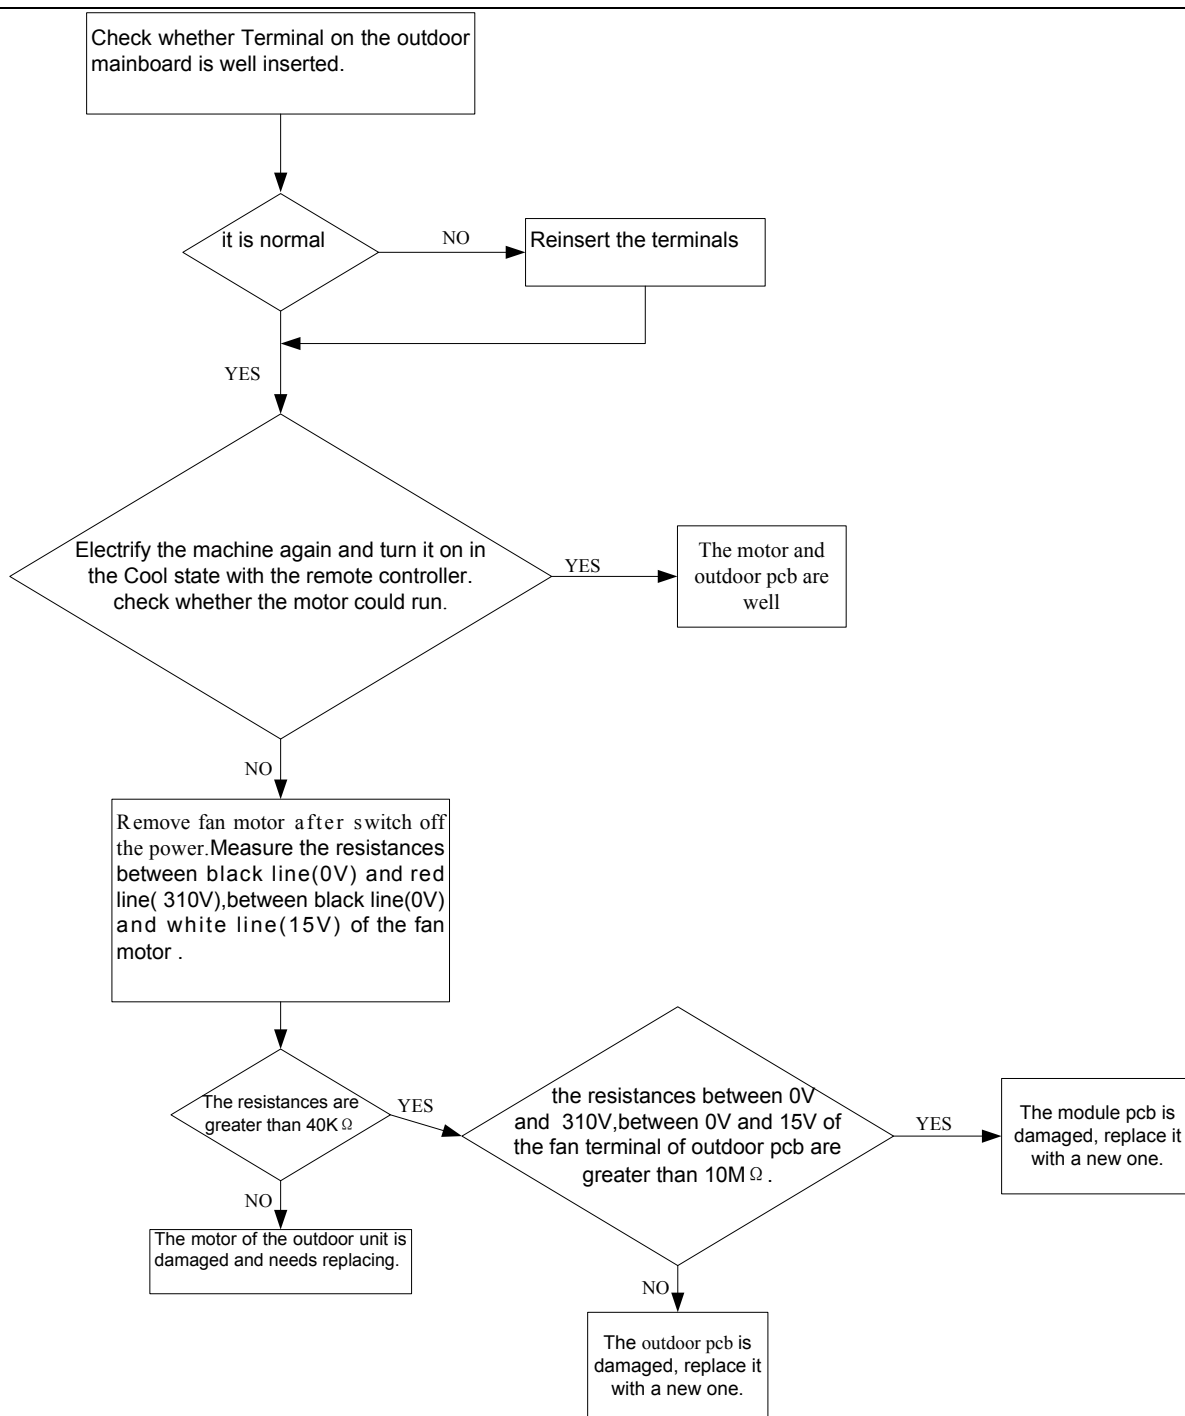 Check whether Terminal on the outdoor
mainboard is well inserted.
it is normal
NO
Reinsert the terminals
YES
Electrify the machine again and turn it on in
the Cool state with the remote controller.
check whether the motor could run.
YES
The motor and
outdoor pcb are
well
NO
Remove fan motor after switch off
the power.Measure the resistances
between black line(0V) and red
line( 310V),between black line(0V)
and white line(15V) of the fan
motor .
The resistances are
greater than 40KΩ
YES
the resistances between 0V
and 310V,between 0V and 15V of
the fan terminal of outdoor pcb are
greater than 10MΩ.
YES
The module pcb is
damaged, replace it
with a new one.
NO
The motor of the outdoor unit is
damaged and needs replacing.
NO
The outdoor pcb is
damaged, replace it
with a new one.